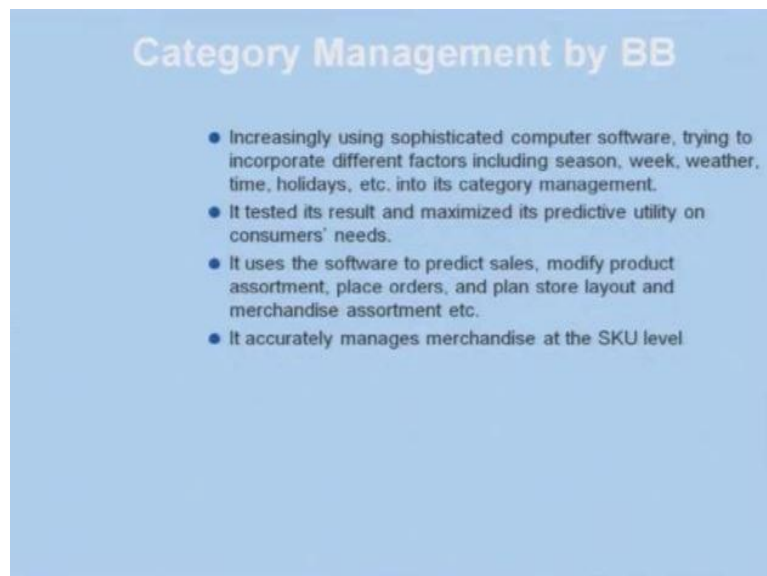 Category Management by BB
Increasingly using sophisticated computer software, trying to
incorporate different factors including season, week, weather,
time, holidays, etc. into its category management.
It tested its result and maximized its predictive utility on
consumers' needs.
It uses the software to predict sales, modify product
assortment, place orders, and plan store layout and
merchandise assortment etc.
It accurately manages merchandise at the SKU level